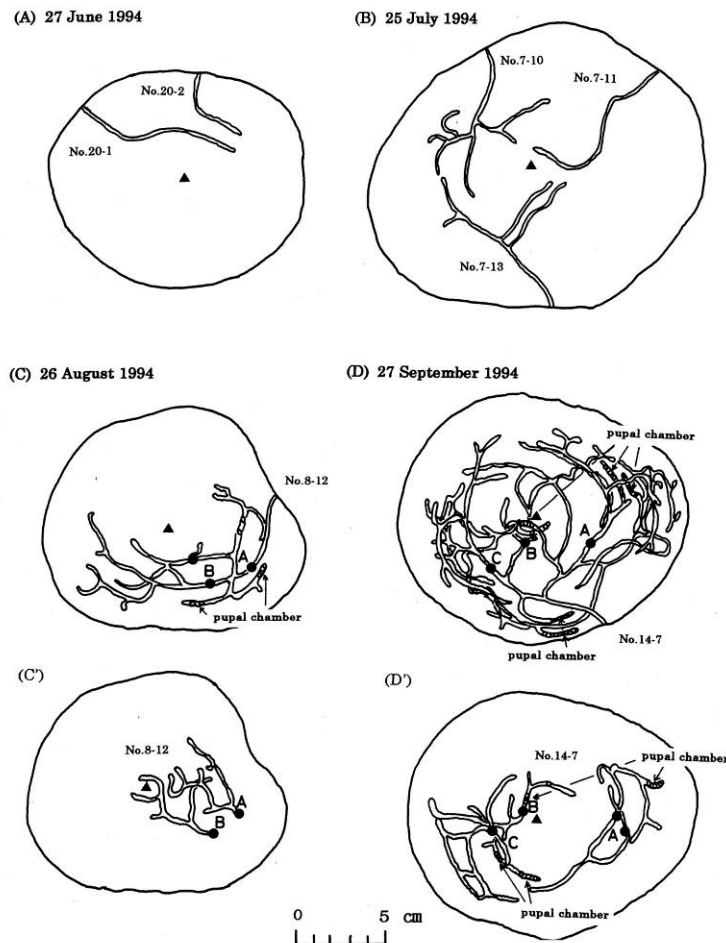 (A) 27 June 1994
No.20-2
No.20-1
(B) 25 July 1994
No.7-10
No.7-11
No.7-13
(C) 26 August 1994
No.8-12
A
B
pupal chamber
(D) 27 September 1994
pupal chamber
A
B
C
No.14-7
pupal chamber
(C')
No.8-12
A
B
(D')
No.14-7
pupal chamber
B
A
C
pupal chamber
0 5 cm